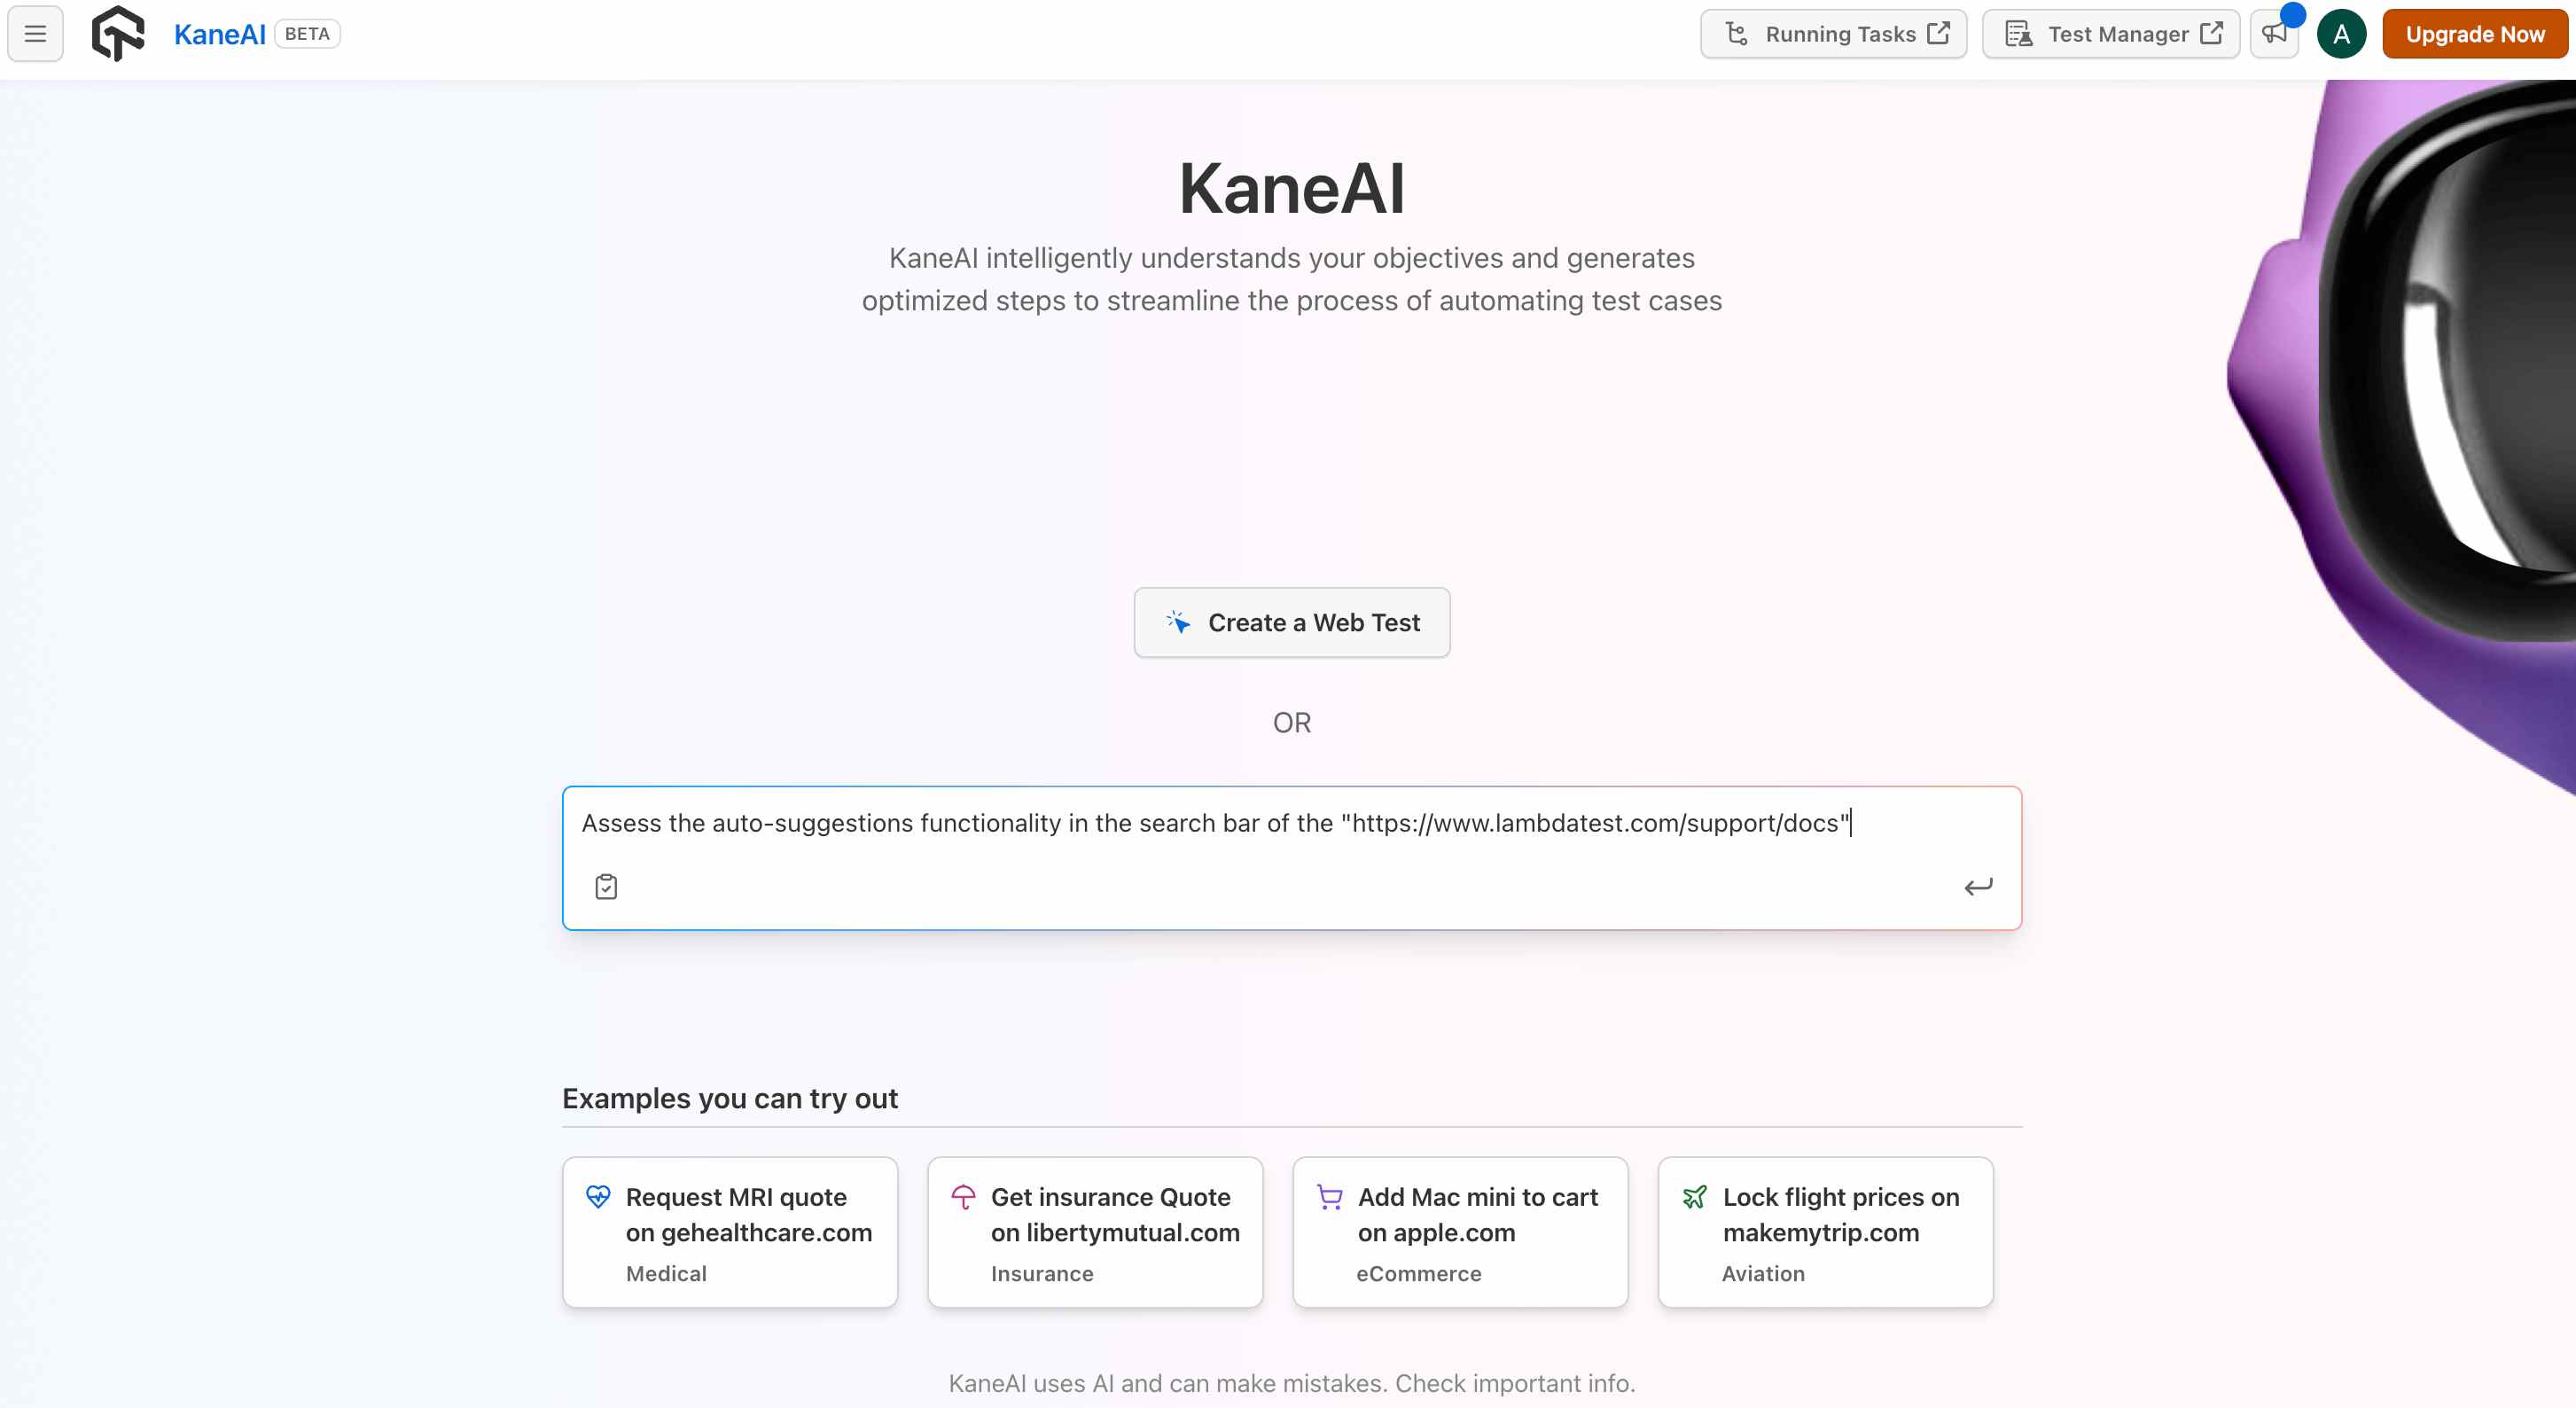 KaneAI BETA
Running Tasks
Test Manager
A
Upgrade Now
KaneAI
KaneAI intelligently understands your objectives and generates
optimized steps to streamline the process of automating test cases
Create a Web Test
OR
Assess the auto-suggestions functionality in the search bar of the "https://www.lambdatest.com/support/docs"
Examples you can try out
Request MRI quote
on gehealthcare.com
Medical
Get insurance Quote
on libertymutual.com
Insurance
Add Mac mini to cart
on apple.com
eCommerce
Lock flight prices on
makemytrip.com
Aviation
KaneAI uses AI and can make mistakes. Check important info.